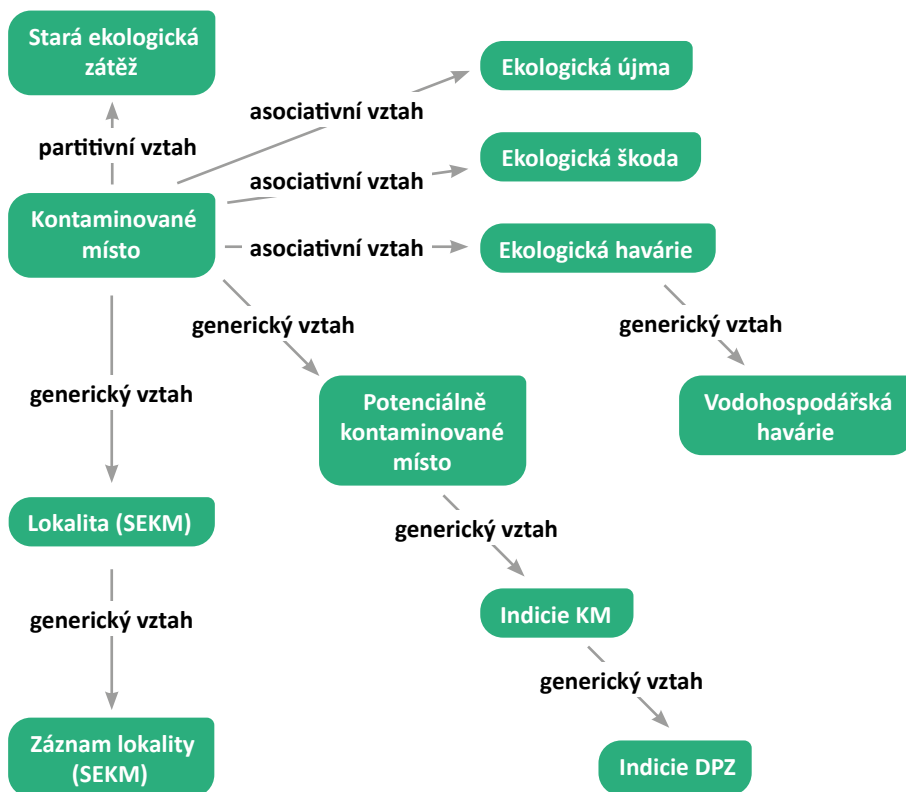 Stará ekologická
zátěž
Ekologická újma
asociativní vztah
partitivní vztah
Ekologická škoda
asociativní vztah
Kontaminované
místo
asociativní vztah
Ekologická havárie
generický vztah
generický vztah
generický vztah
Potenciálně
kontaminované
místo
Vodohospodářská
havárie
Lokalita (SEKM)
generický vztah
generický vztah
Indicie KM
generický vztah
Záznam lokality
(SEKM)
Indicie DPZ